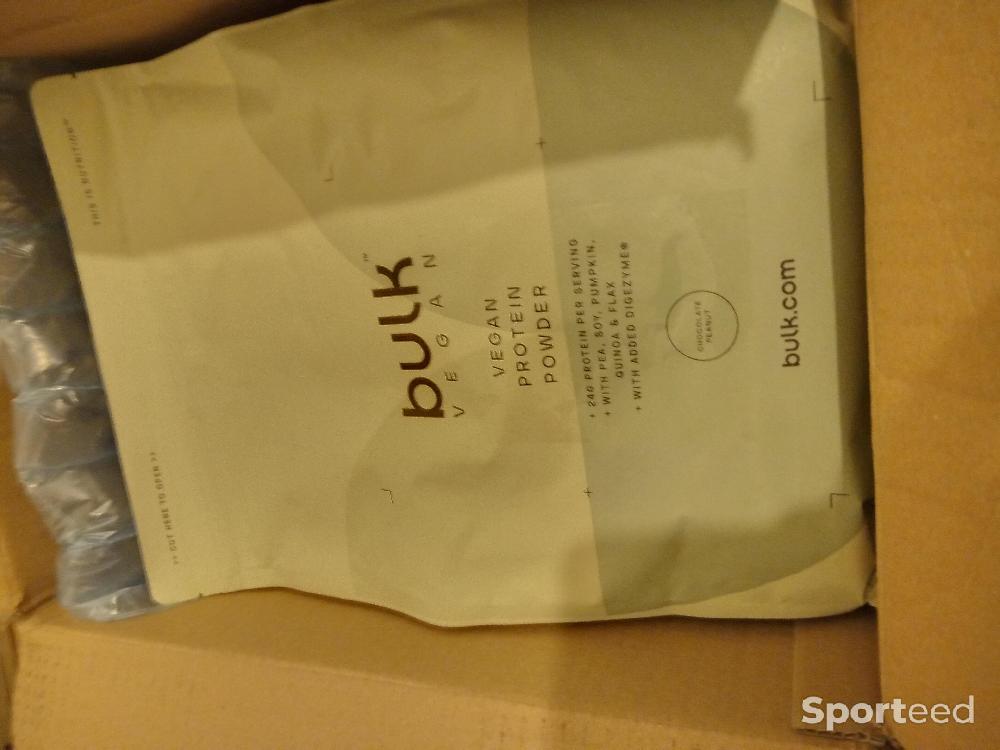 THIS IS NUTRITION™
>> CUT HERE TO OPEN >>
bulk™
VEGAN
VEGAN
PROTEIN
POWDER
+ 24G PROTEIN PER SERVING
+ WITH PEA, SOY, PUMPKIN,
QUINOA & FLAX
+ WITH ADDED DIGEZYME®
CHOCOLATE
PEANUT
bulk.com
Sporteed